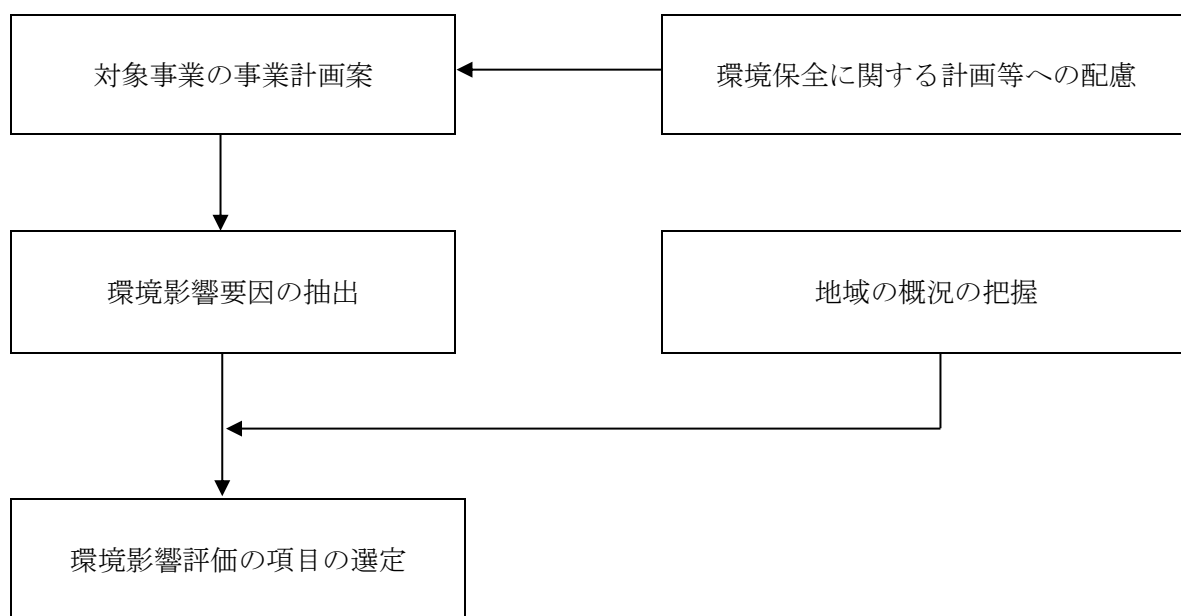 対象事業の事業計画案
環境保全に関する計画等への配慮
環境影響要因の抽出
地域の概況の把握
環境影響評価の項目の選定